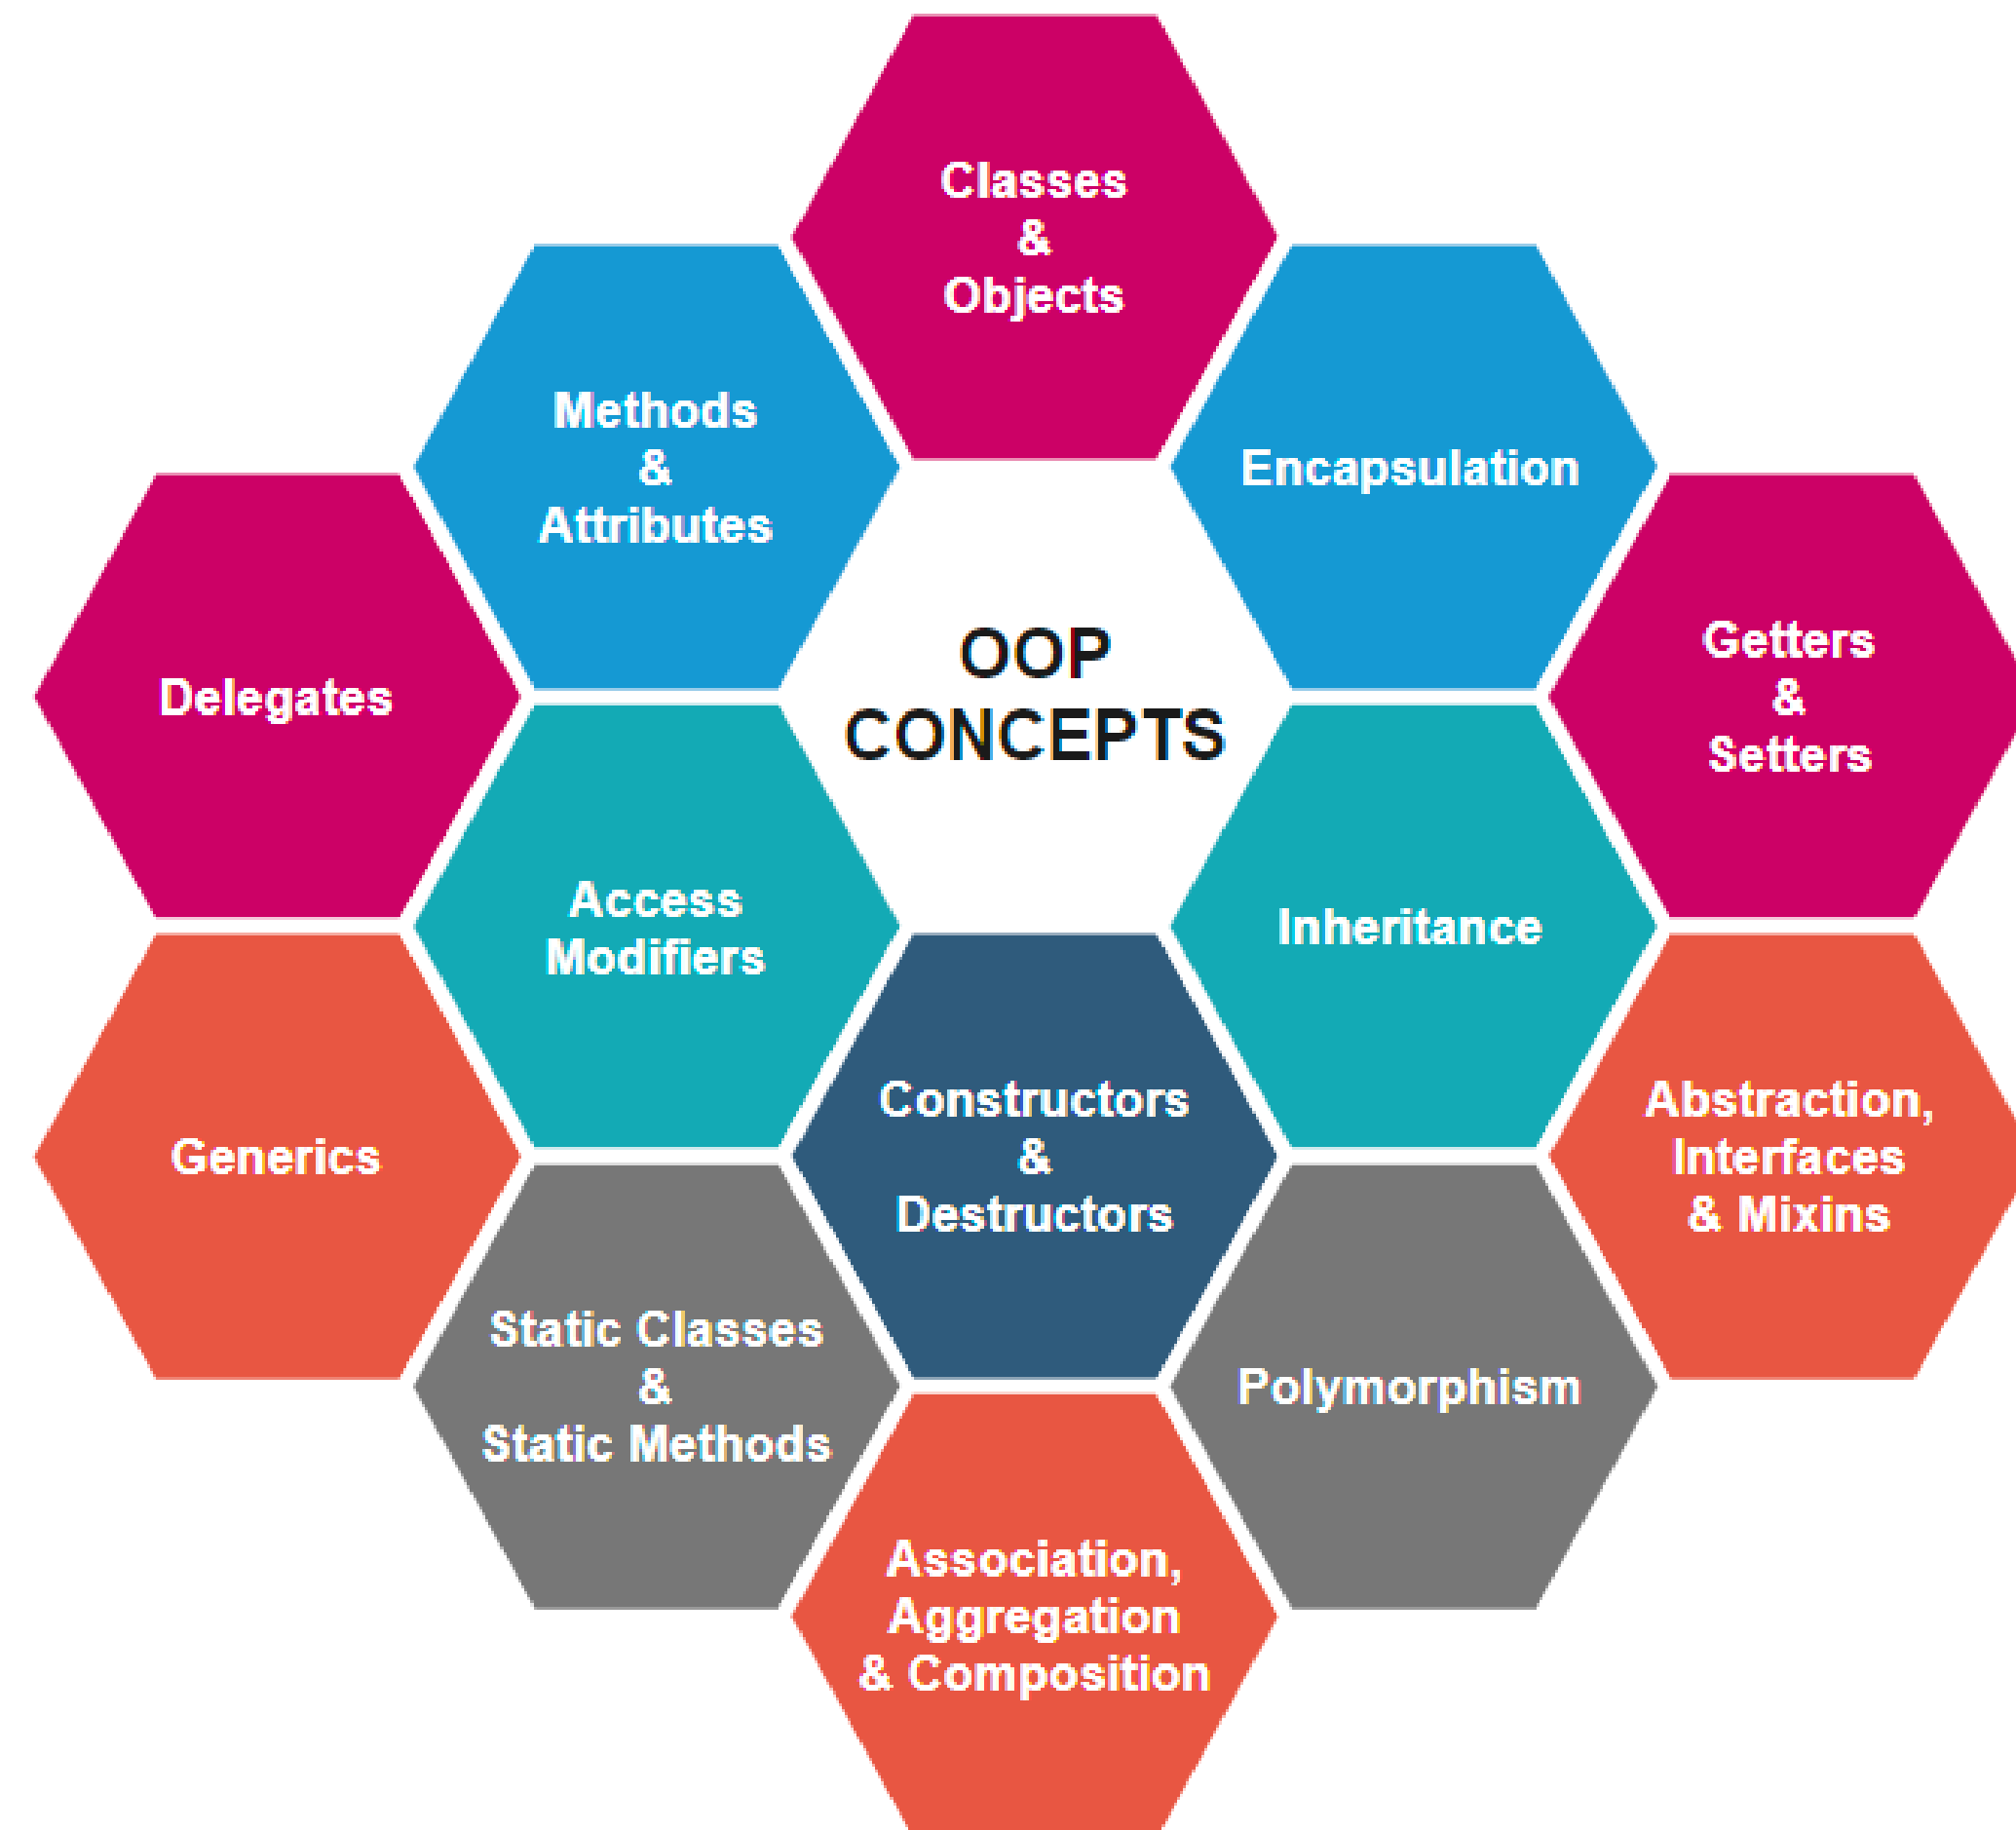 Classes
&
Objects
Methods
&
Attributes
Encapsulation
Delegates
OOP
CONCEPTS
Getters
&
Setters
Access
Modifiers
Inheritance
Generics
Constructors
&
Destructors
Abstraction,
Interfaces
& Mixins
Static Classes
&
Static Methods
Polymorphism
Association,
Aggregation
& Composition